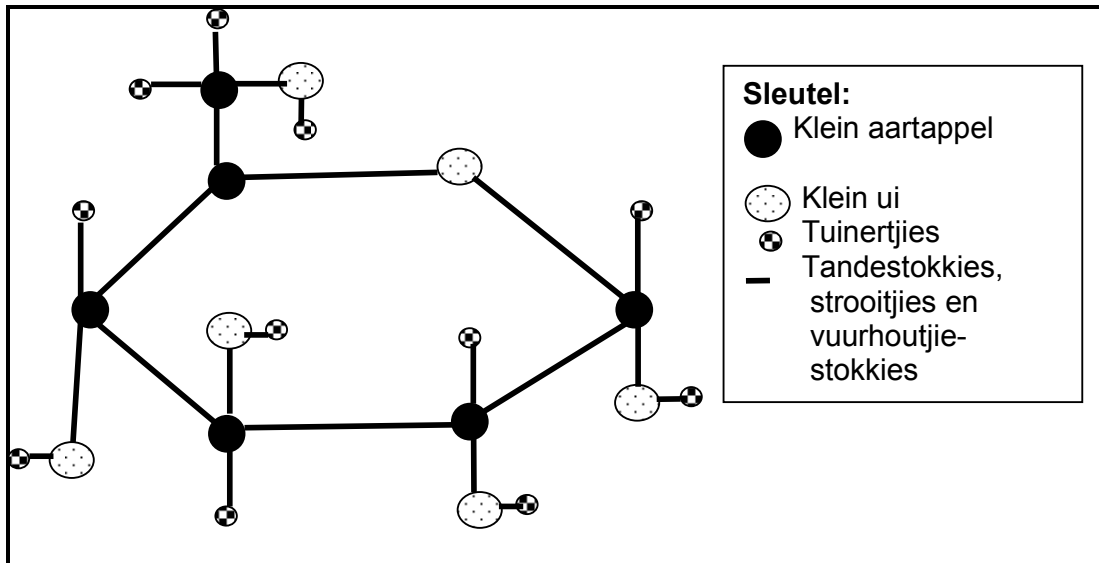 Sleutel:
Klein aartappel
Klein ui
Tuinertjies
Tandestokkies,
strooitjies en
vuurhoutjie-
stokkies